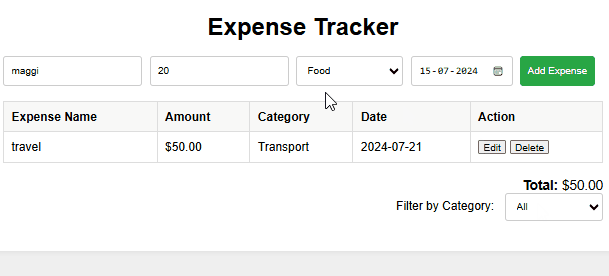 Expense Tracker
maggi 20 Food 15-07-2024 Add Expense
Expense Name Amount Category Date Action
travel $50.00 Transport 2024-07-21 Edit Delete
Total: $50.00
Filter by Category: All